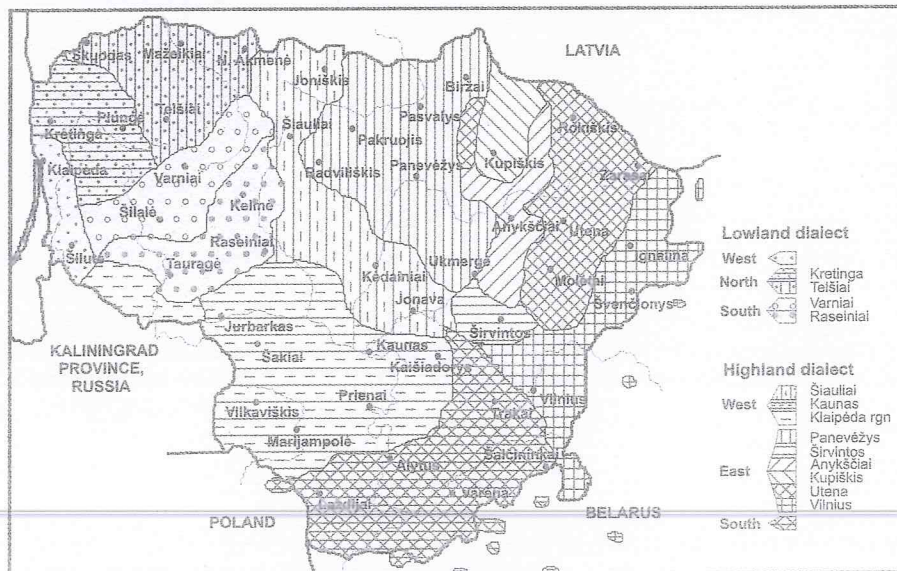 LATVIA
Skuodas
Mažeikiai
N. Akmenė
Joniškis
Biržai
Plungė
Telšiai
Kretinga
Šiauliai
Pasvalys
Pakruojis
Rokiškis
Klaipėda
Varniai
Radviliškis
Panevėžys
Kupiškis
Zarasai
Šilalė
Kelmė
Anykščiai
Utena
Raseiniai
Šilutė
Tauragė
Kėdainiai
Ukmergė
Ignalina
Molėtai
Jonava
Švenčionys
Jurbarkas
Širvintos
KALININGRAD
PROVINCE,
RUSSIA
Šakiai
Kaunas
Kaišiadorys
Vilkaviškis
Prienai
Trakai
Vilnius
Marijampolė
Alytus
Šalčininkai
Lazdijai
Varėna
POLAND
BELARUS
Lowland dialect
West
North
Kretinga
Telšiai
South
Varniai
Raseiniai
Highland dialect
West
Šiauliai
Kaunas
Klaipėda rgn
East
Panevėžys
Širvintos
Anykščiai
Kupiškis
Utena
Vilnius
South